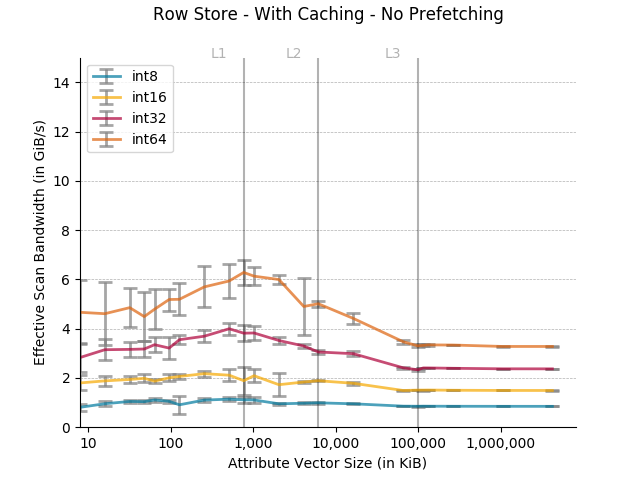 Row Store - With Caching - No Prefetching
L1 L2 L3
int8
int16
int32
int64
14
12
10
8
6
4
2
0
Effective Scan Bandwidth (in GiB/s)
10 100 1,000 10,000 100,000 1,000,000
Attribute Vector Size (in KiB)